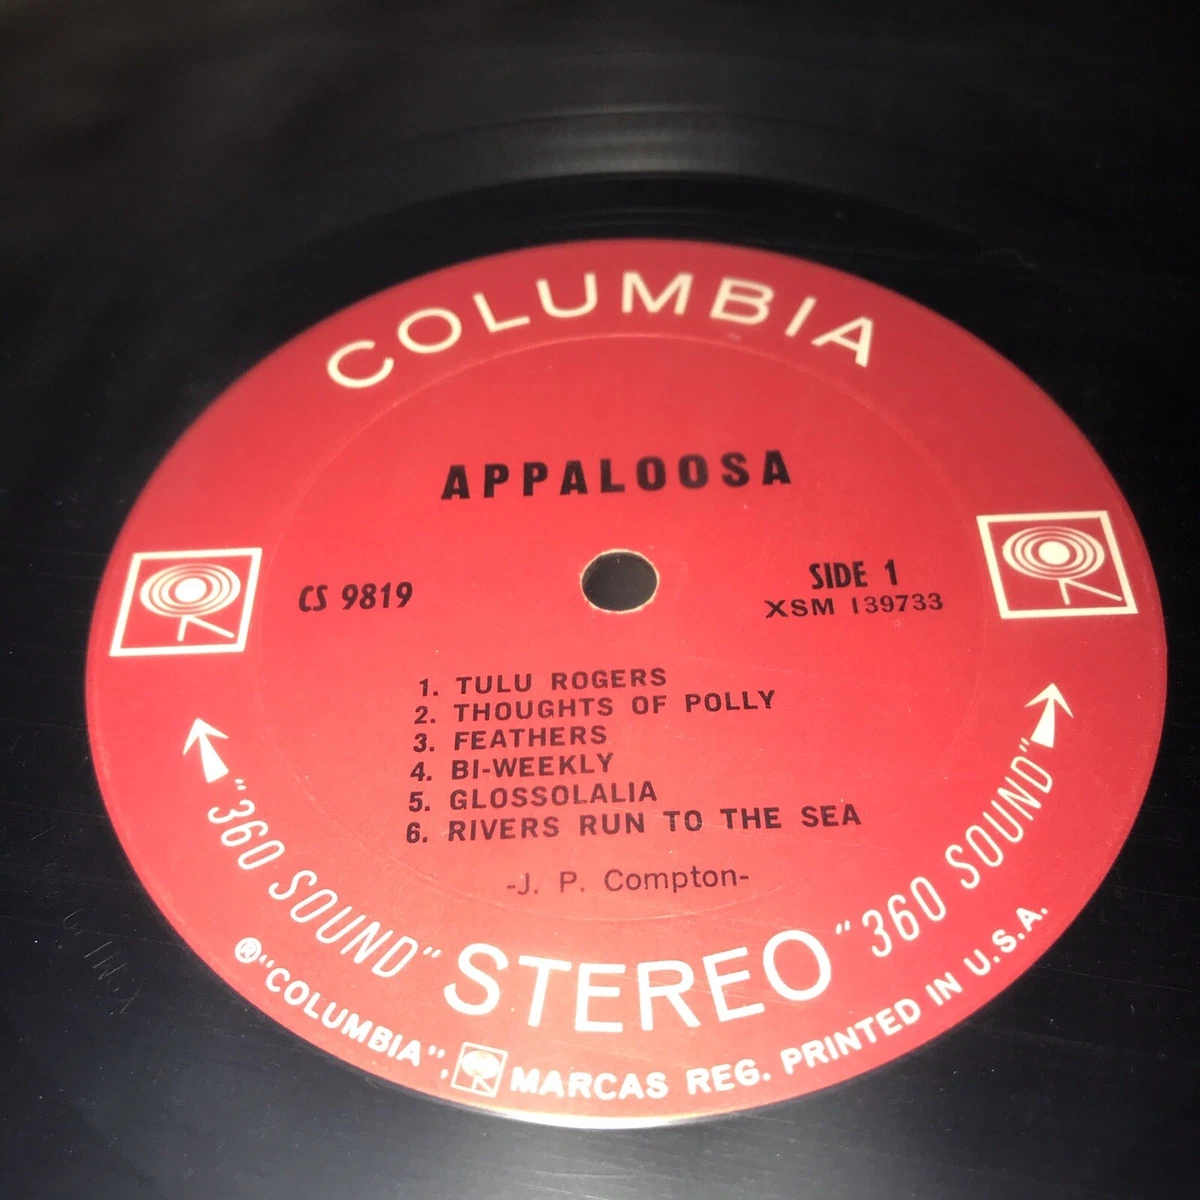 COLUMBIA
APPALOOSA
CS 9819
SIDE 1
XSM 139733
1. TULU ROGERS
2. THOUGHTS OF POLLY
3. FEATHERS
4. BI-WEEKLY
5. GLOSSOLALIA
6. RIVERS RUN TO THE SEA
-J. P. Compton-
"360 SOUND" STEREO "360 SOUND"
®"COLUMBIA", MARCAS REG. PRINTED IN U.S.A.